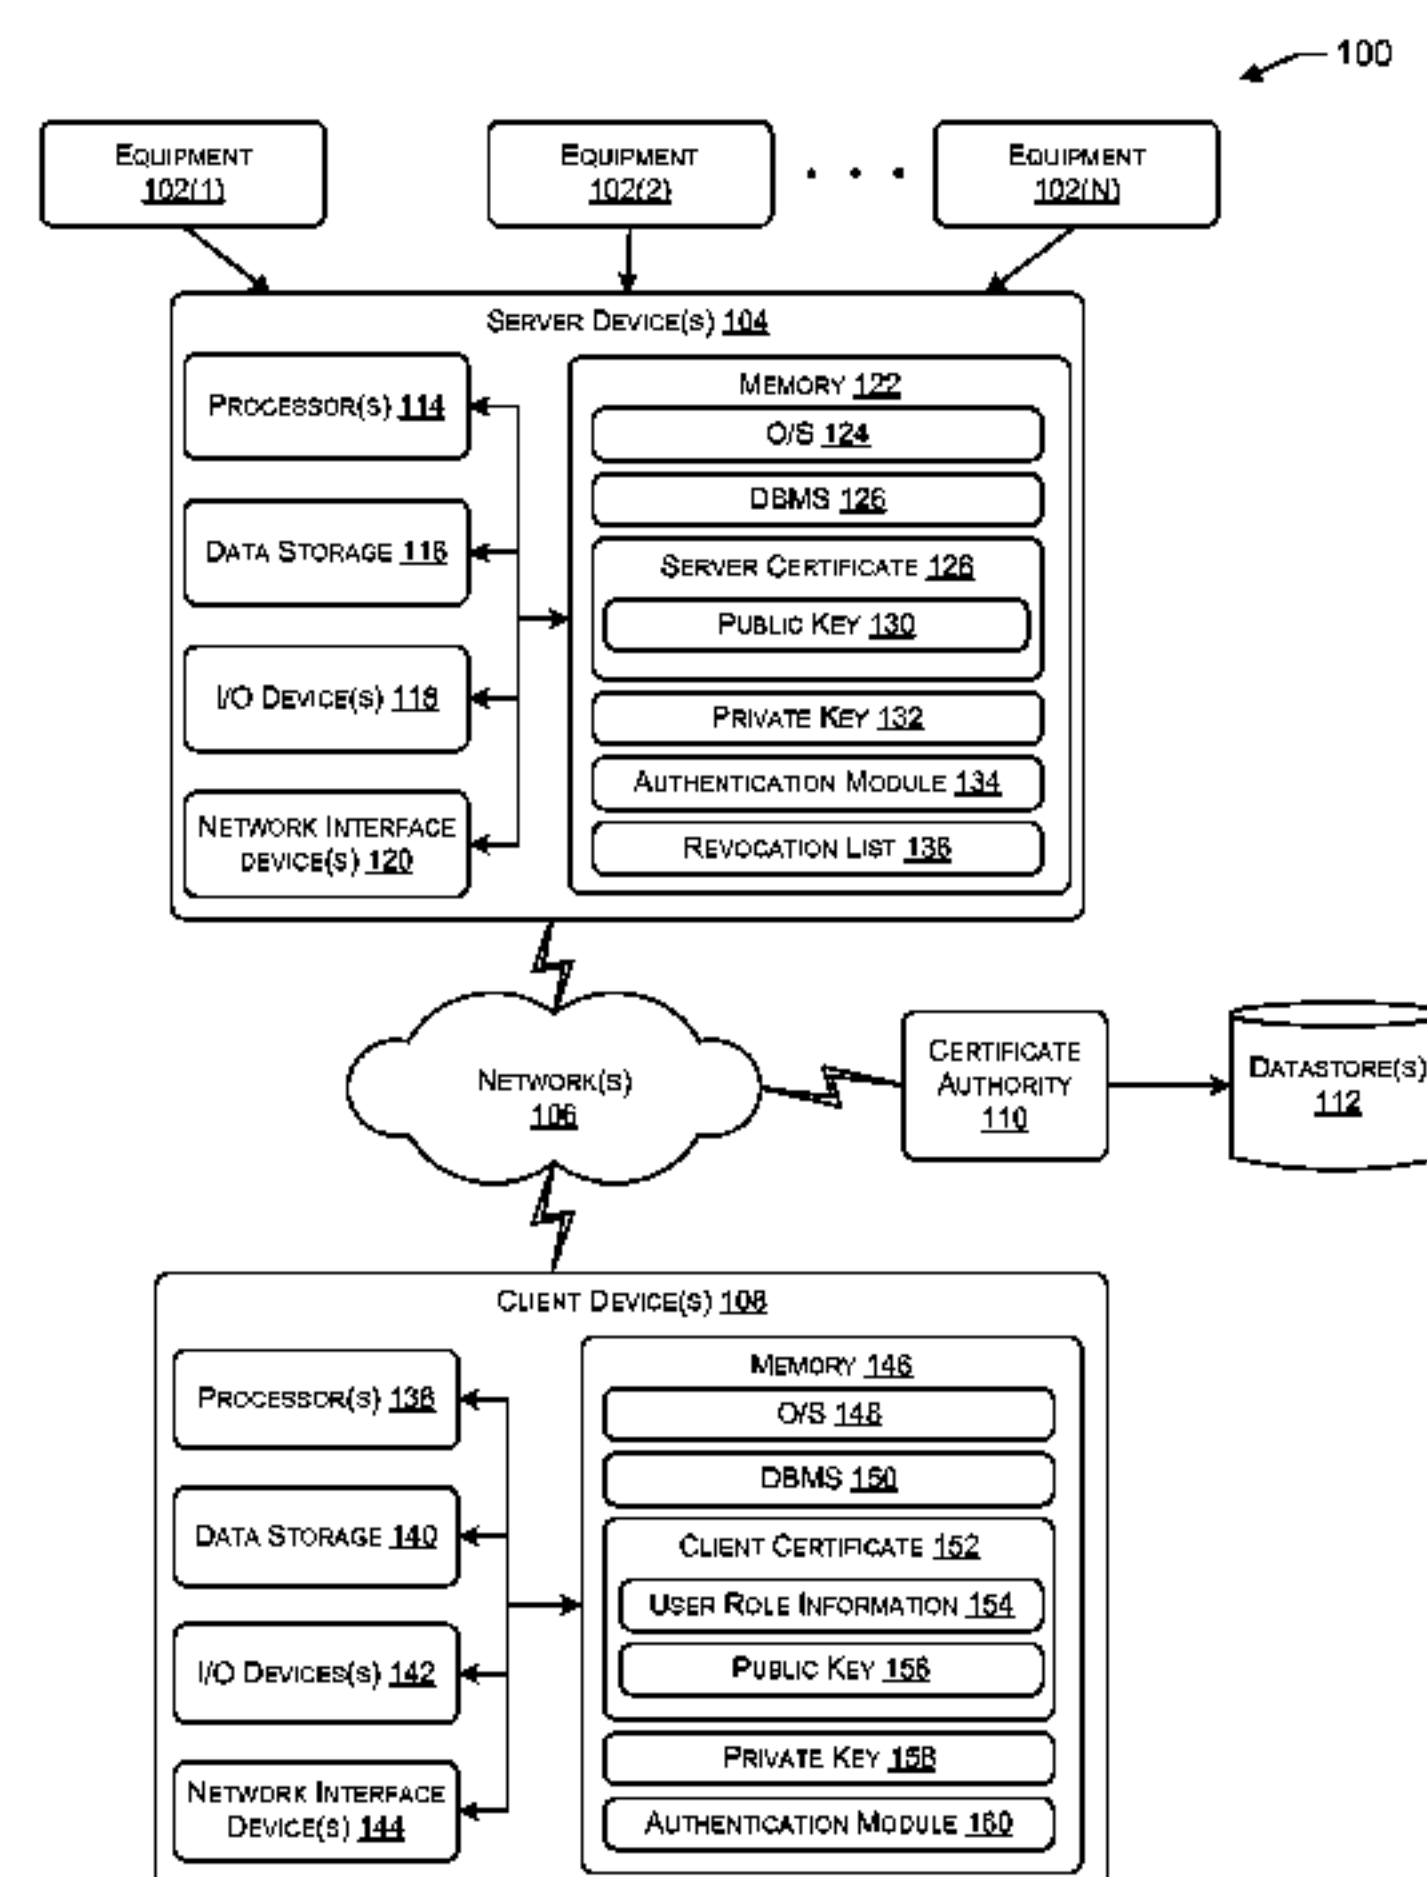 100
EQUIPMENT
102(1)
EQUIPMENT
102(2)
• • •
EQUIPMENT
102(N)
SERVER DEVICE(S) 104
PROCESSOR(S) 114
DATA STORAGE 116
I/O DEVICE(S) 118
NETWORK INTERFACE
DEVICE(S) 120
MEMORY 122
O/S 124
DBMS 126
SERVER CERTIFICATE 128
PUBLIC KEY 130
PRIVATE KEY 132
AUTHENTICATION MODULE 134
REVOCATION LIST 136
NETWORK(S)
106
CERTIFICATE
AUTHORITY
110
DATASTORE(S)
112
CLIENT DEVICE(S) 108
PROCESSOR(S) 138
DATA STORAGE 140
I/O DEVICES(S) 142
NETWORK INTERFACE
DEVICE(S) 144
MEMORY 146
O/S 148
DBMS 150
CLIENT CERTIFICATE 152
USER ROLE INFORMATION 154
PUBLIC KEY 156
PRIVATE KEY 158
AUTHENTICATION MODULE 160